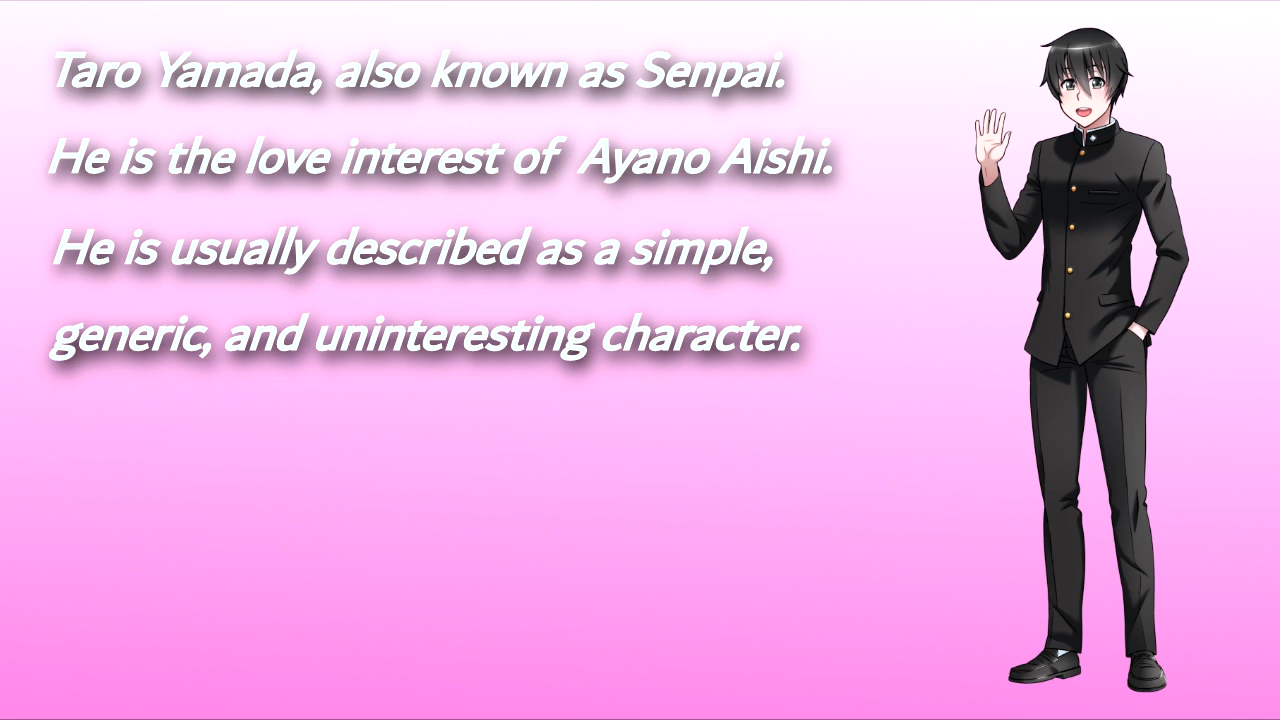 Taro Yamada, also known as Senpai.
He is the love interest of Ayano Aishi.
He is usually described as a simple,
generic, and uninteresting character.